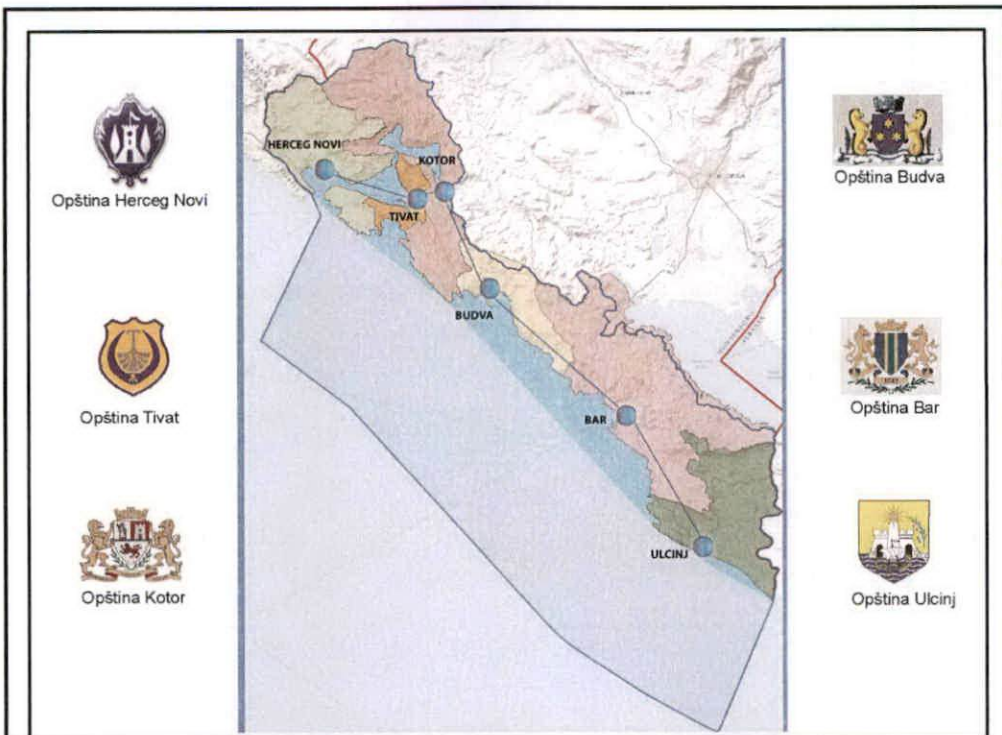 Opština Herceg Novi
Opština Tivat
Opština Kotor
HERCEG NOVI
KOTOR
TIVAT
BUDVA
BAR
ULCINJ
Opština Budva
Opština Bar
Opština Ulcinj